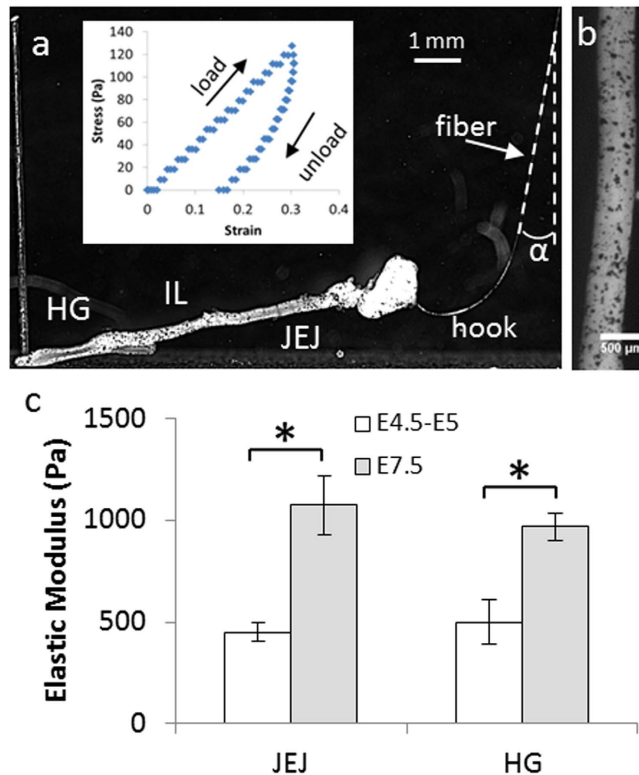 a
140
120
100
80
60
40
20
0
Stress (Pa)
load
unload
0
0.1
0.2
0.3
0.4
Strain
1 mm
fiber
α
HG
IL
JEJ
hook
b
500 µm
c
1500
1000
500
0
Elastic Modulus (Pa)
*
*
E4.5-E5
E7.5
JEJ
HG